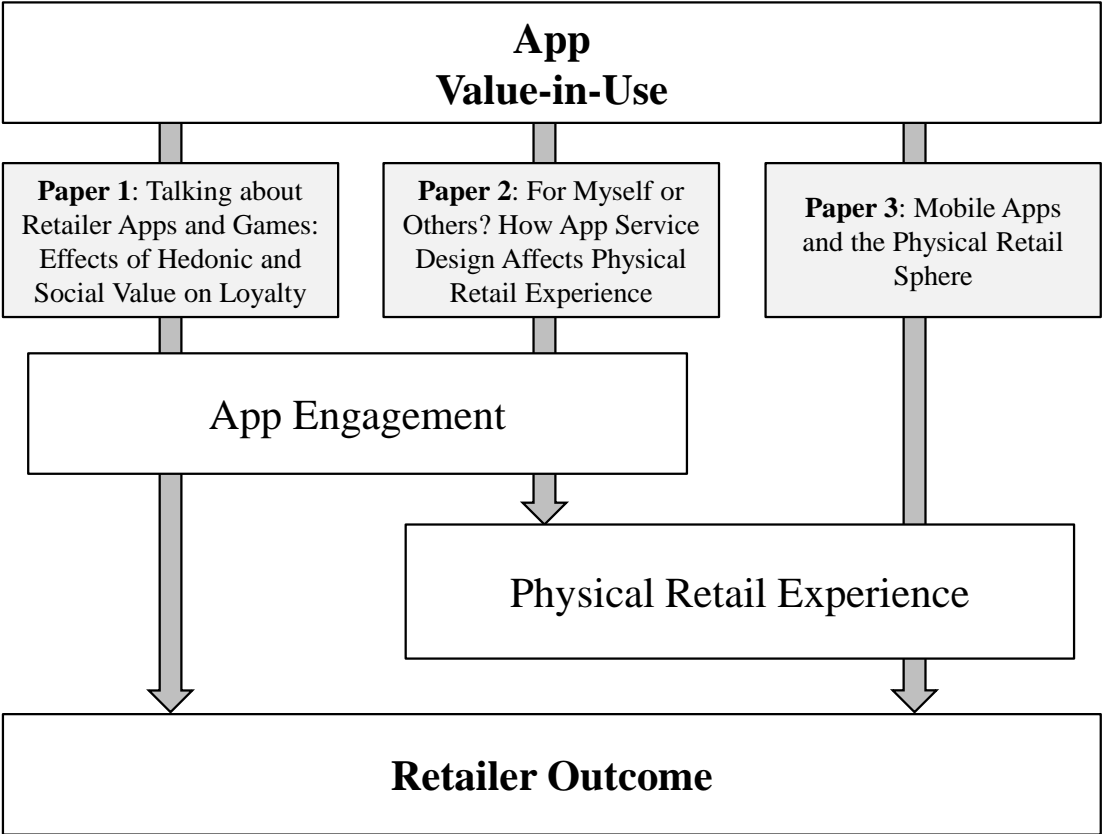 App
Value-in-Use
Paper 1: Talking about
Retailer Apps and Games:
Effects of Hedonic and
Social Value on Loyalty
Paper 2: For Myself or
Others? How App Service
Design Affects Physical
Retail Experience
Paper 3: Mobile Apps
and the Physical Retail
Sphere
App Engagement
Physical Retail Experience
Retailer Outcome